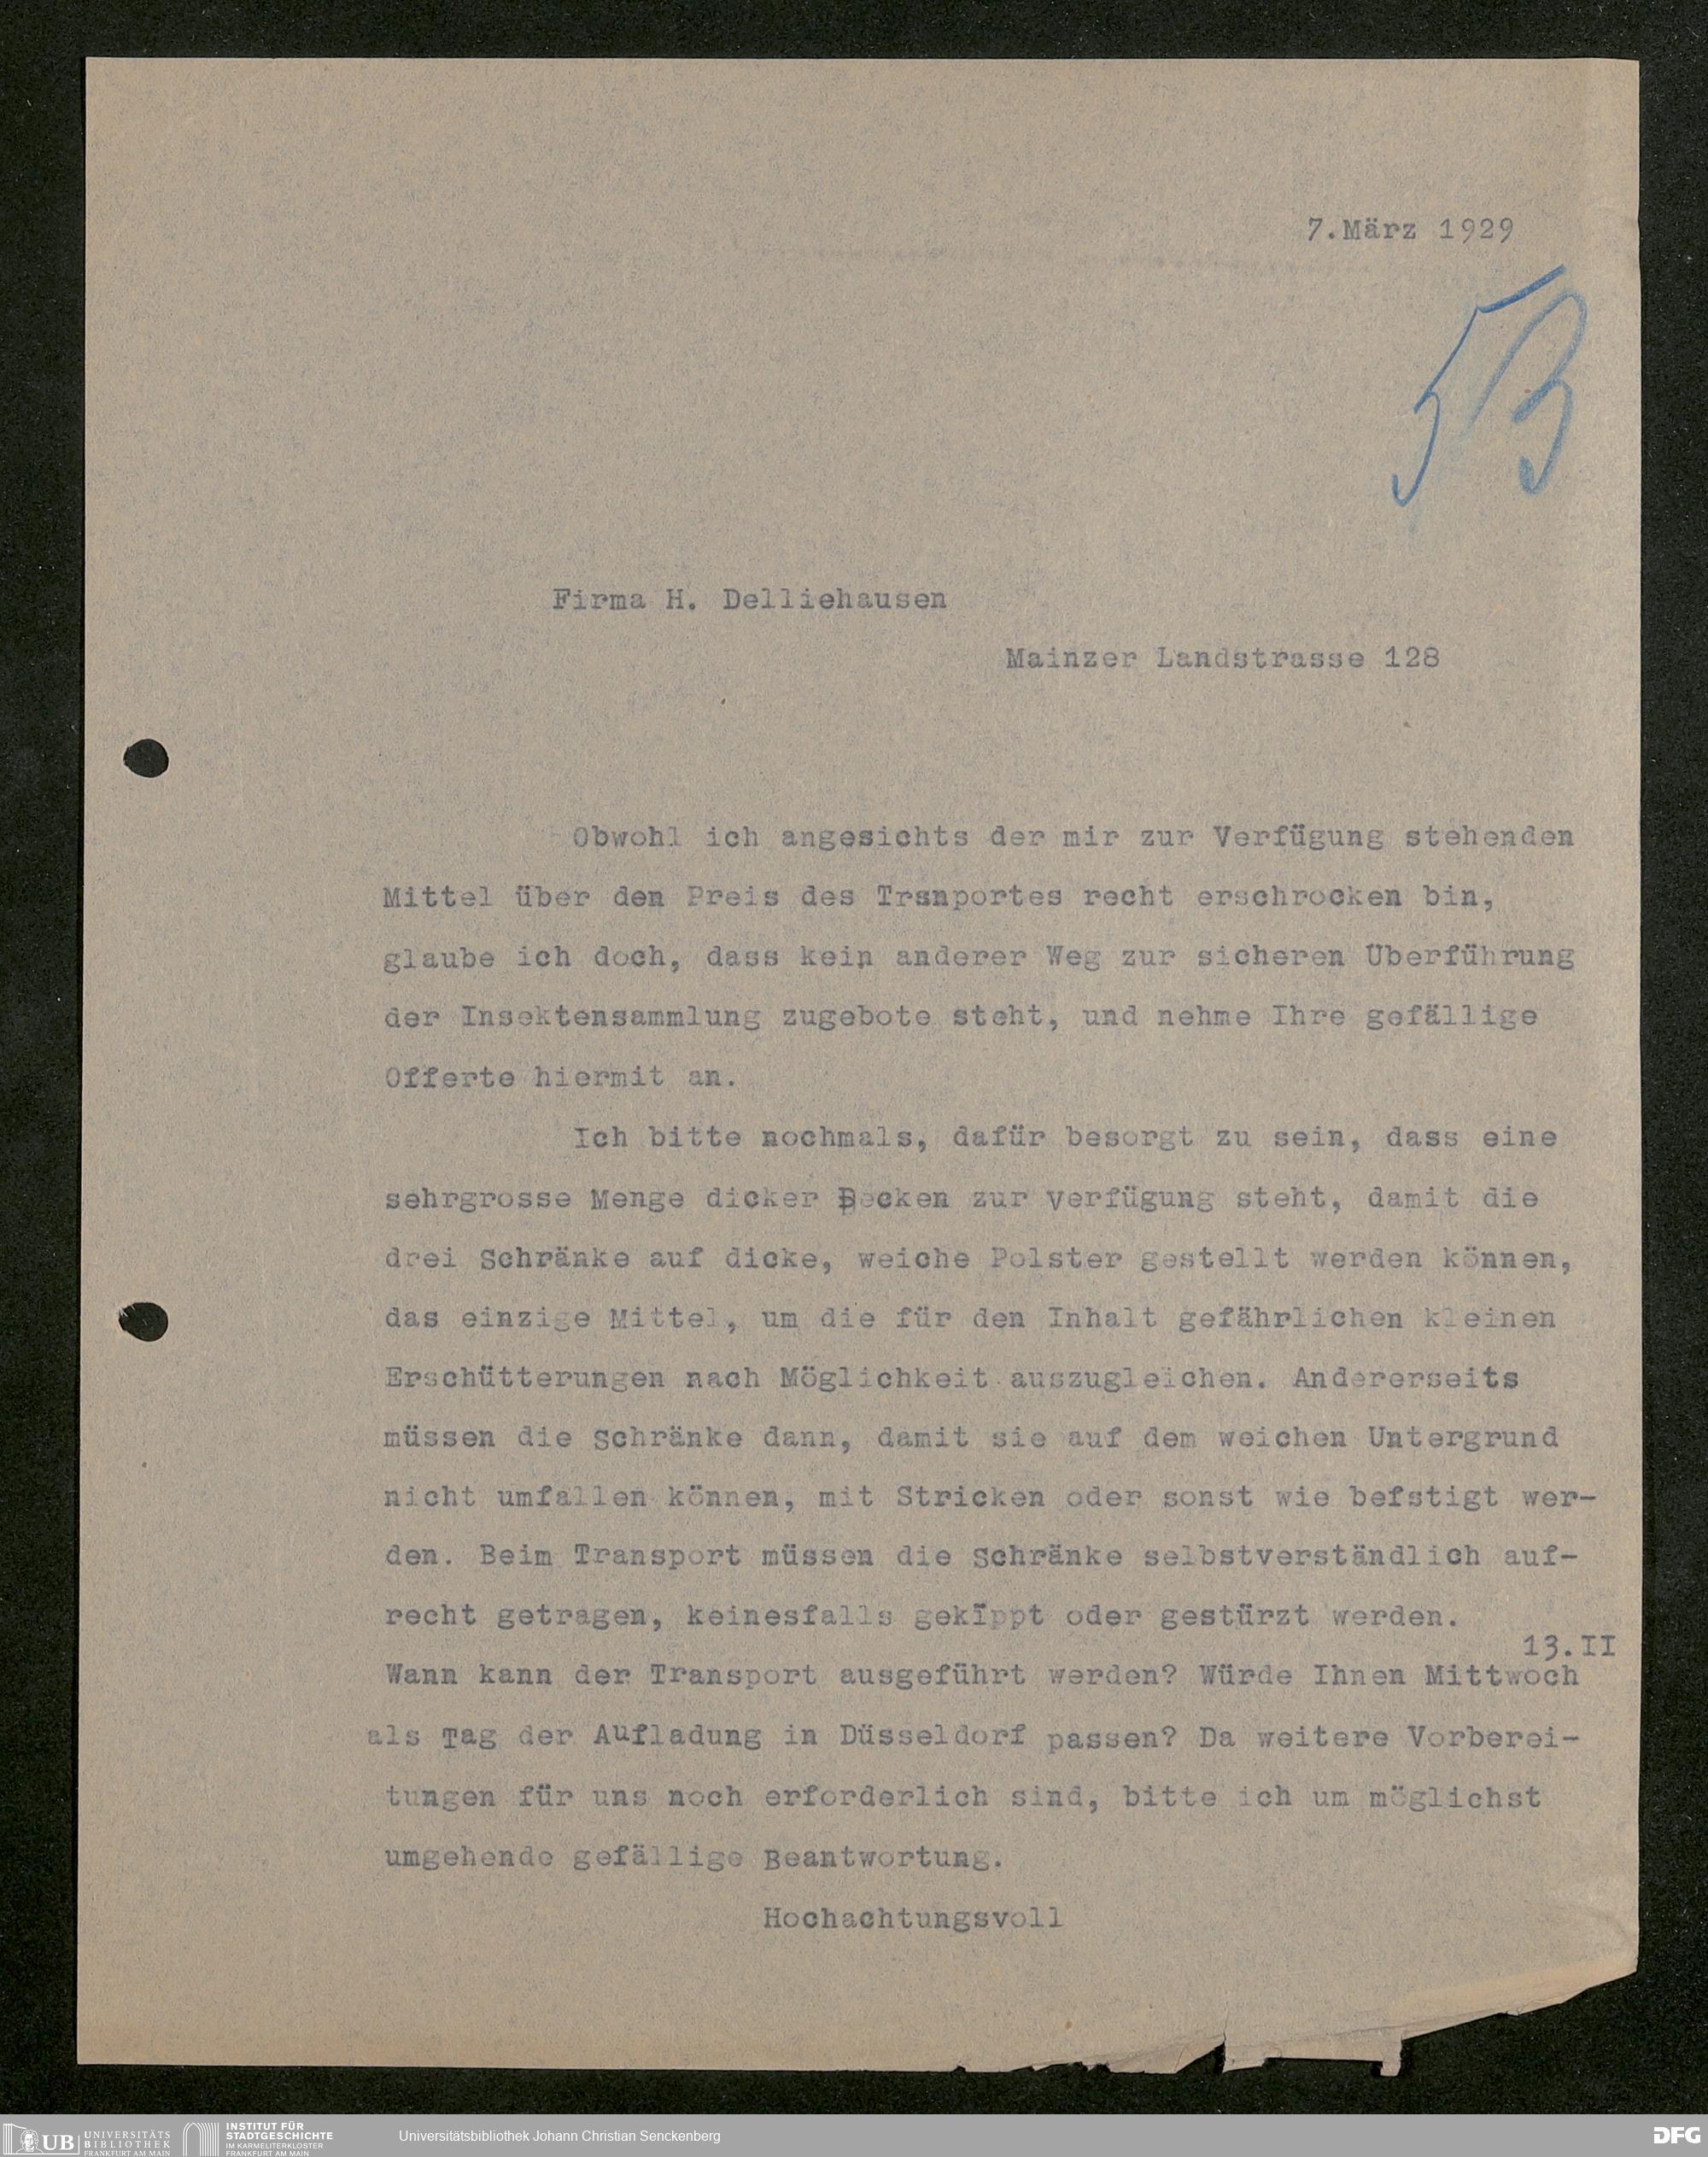 7.März 1929
53
Firma H. Delliehausen
Mainzer Landstrasse 128
Obwohl ich angesichts der mir zur Verfügung stehenden
Mittel über den Preis des Trsnportes recht erschrocken bin,
glaube ich doch, dass kein anderer Weg zur sicheren Überführung
der Insektensammlung zugebote steht, und nehme Ihre gefällige
Offerte hiermit an.
Ich bitte nochmals, dafür besorgt zu sein, dass eine
sehrgrosse Menge dicker Decken zur Verfügung steht, damit die
drei Schränke auf dicke, weiche Polster gestellt werden können,
das einzige Mittel, um die für den Inhalt gefährlichen kleinen
Erschütterungen nach Möglichkeit auszugleichen. Andererseits
müssen die Schränke dann, damit sie auf dem weichen Untergrund
nicht umfallen können, mit Stricken oder sonst wie befstigt wer-
den. Beim Transport müssen die Schränke selbstverständlich auf-
recht getragen, keinesfalls gekippt oder gestürzt werden.
13.II
Wann kann der Transport ausgeführt werden? Würde Ihnen Mittwoch
als Tag der Aufladung in Düsseldorf passen? Da weitere Vorberei-
tungen für uns noch erforderlich sind, bitte ich um möglichst
umgehende gefällige Beantwortung.
Hochachtungsvoll
UB UNIVERSITÄTS
BIBLIOTHEK
FRANKFURT AM MAIN
INSTITUT FÜR
STADTGESCHICHTE
IM KARMELITERKLOSTER
FRANKFURT AM MAIN
Universitätsbibliothek Johann Christian Senckenberg
DFG